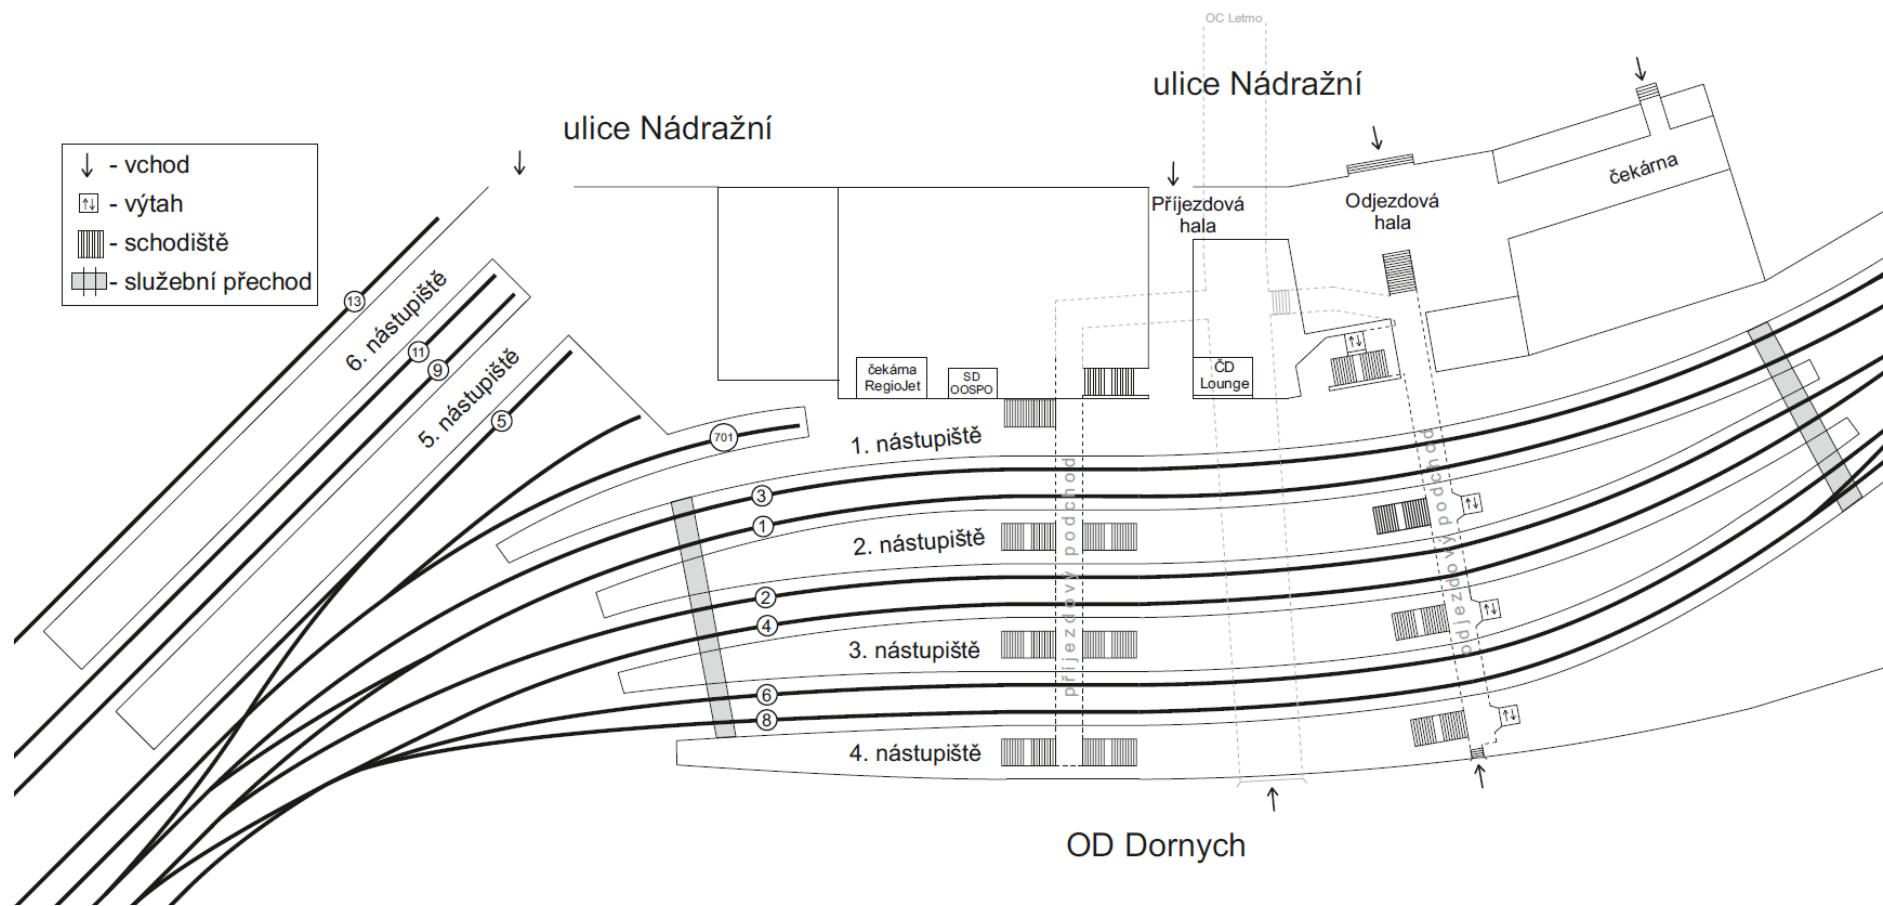 OC Letmo
ulice Nádražní
ulice Nádražní
- vchod
- výtah
- schodiště
- služební přechod
čekárna
Příjezdová
hala
Odjezdová
hala
13
6. nástupiště
11
9
5. nástupiště
5
čekárna
RegioJet
SD
OOSPO
ČD
Lounge
701
1. nástupiště
3
1
2. nástupiště
2
4
3. nástupiště
6
8
4. nástupiště
příjezdový podchod
odjezdový podchod
OD Dornych